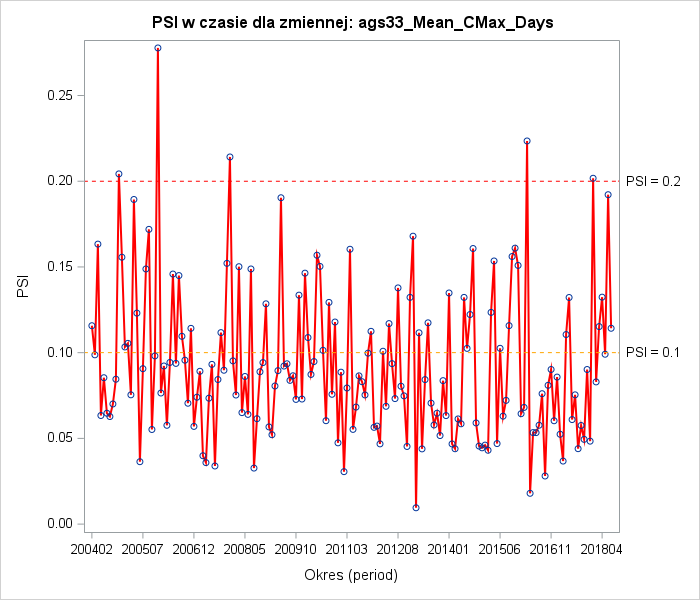 PSI w czasie dla zmiennej: ags33_Mean_CMax_Days
PSI
0.25
0.20
0.15
0.10
0.05
0.00
PSI = 0.2
PSI = 0.1
200402 200507 200612 200805 200910 201103 201208 201401 201506 201611 201804
Okres (period)